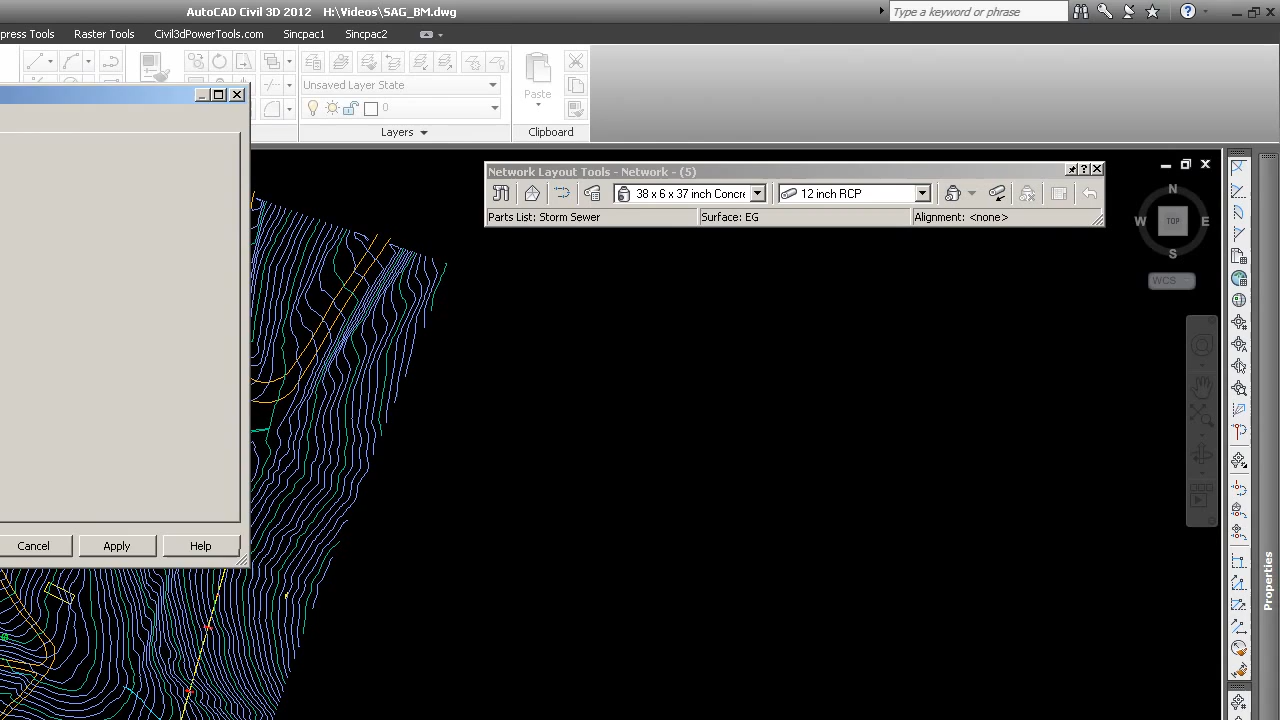 AutoCAD Civil 3D 2012 H:\Videos\SAG_BM.dwg
Type a keyword or phrase
press Tools Raster Tools Civil3dPowerTools.com Sincpac1 Sincpac2
Unsaved Layer State
0
Paste
Layers
Clipboard
Network Layout Tools - Network - (5)
38 x 6 x 37 inch Concre
12 inch RCP
Parts List: Storm Sewer
Surface: EG
Alignment: <none>
N
W
TOP
E
S
WCS
Cancel
Apply
Help
Properties